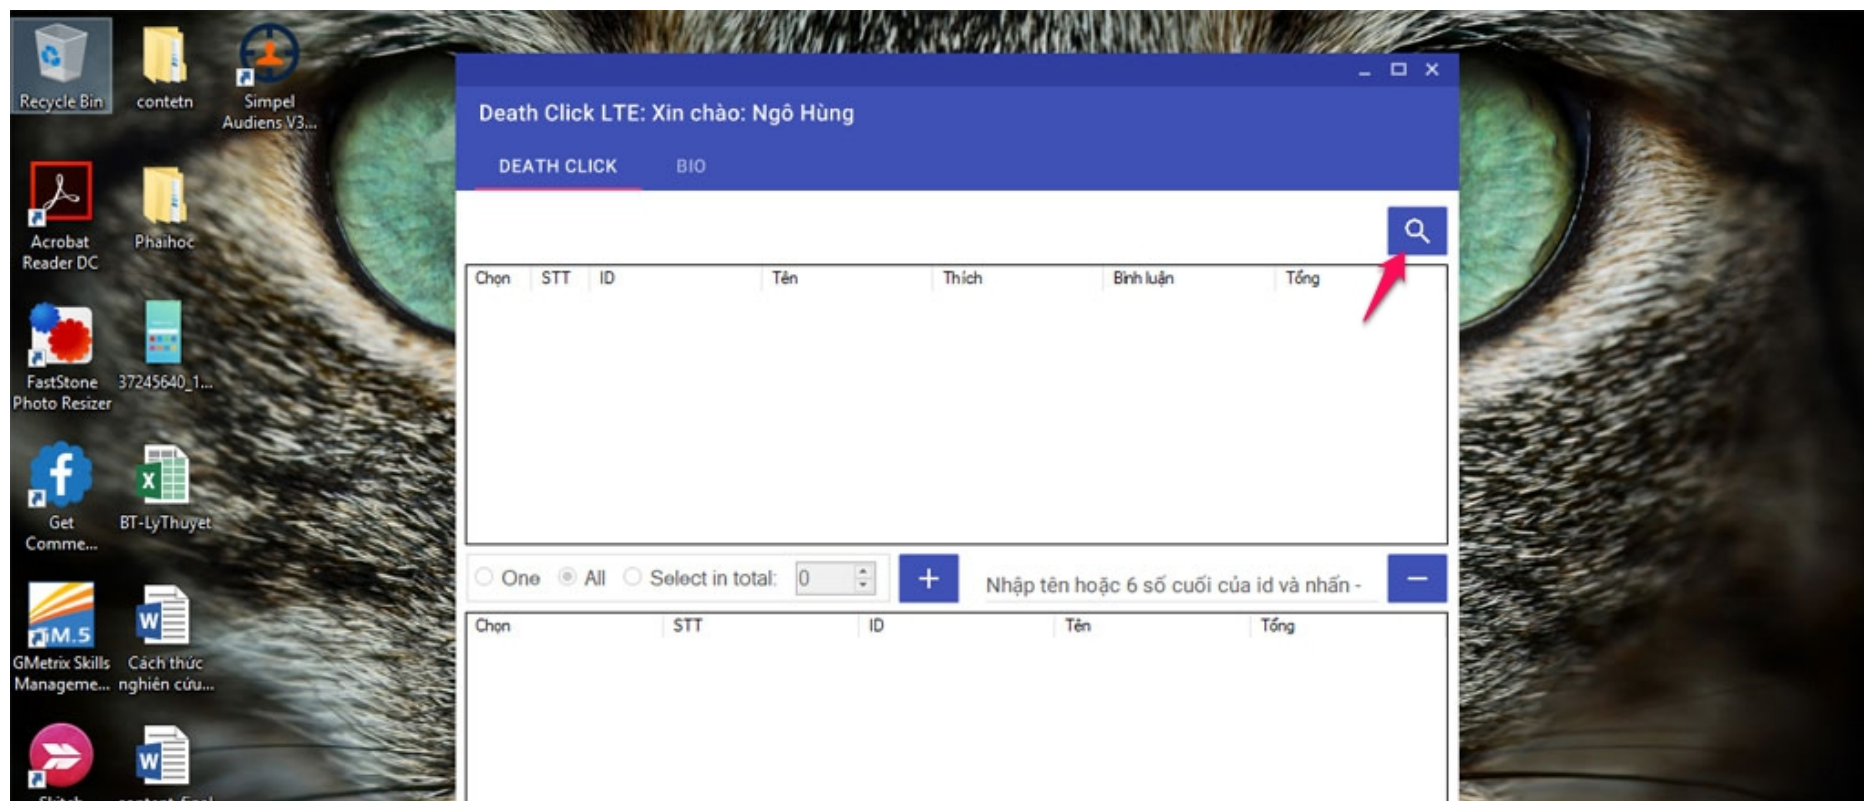 Recycle Bin
contetn
Simpel
Audiens V3...
Acrobat
Reader DC
Phaihoc
FastStone
Photo Resizer
37245640_1...
Get
Comme...
BT-LyThuyet
GM.5
GMetrix Skills
Manageme...
Cách thức
nghiên cứu...
Death Click LTE: Xin chào: Ngô Hùng
DEATH CLICK BIO
Chọn STT ID Tên Thích Bình luận Tổng
One All Select in total: 0 + Nhập tên hoặc 6 số cuối của id và nhấn - −
Chọn STT ID Tên Tổng